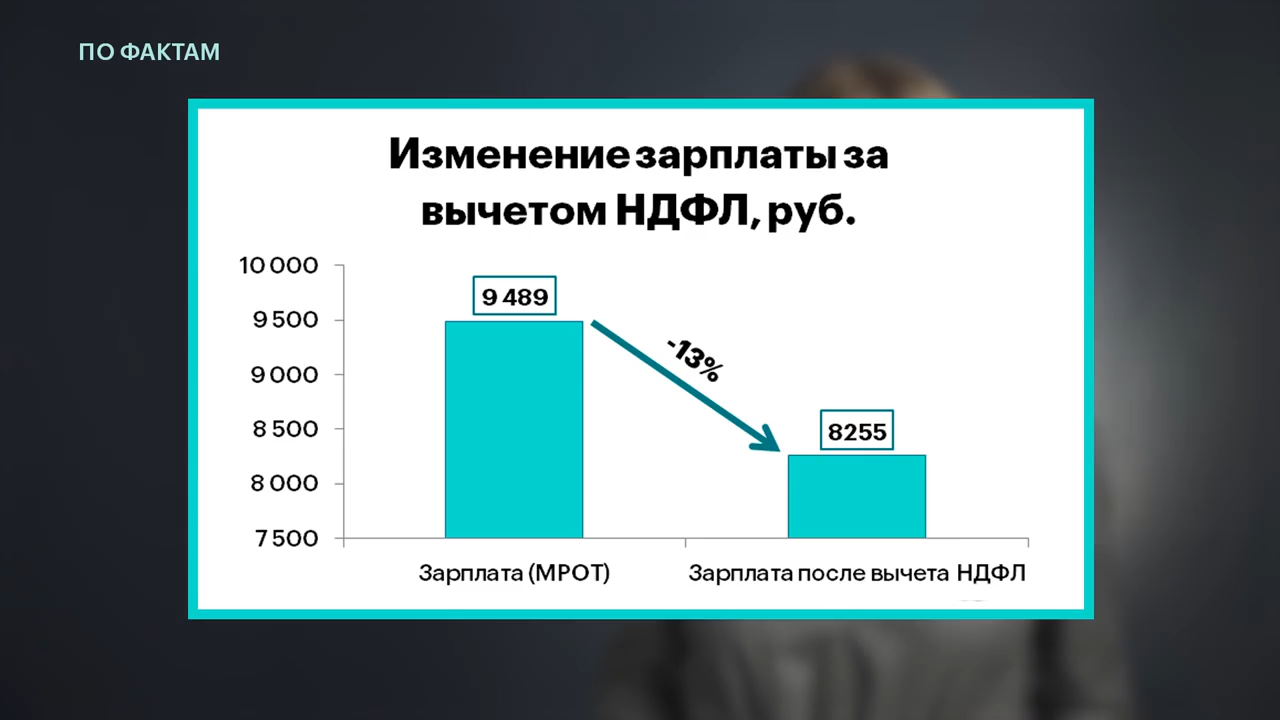 ПО ФАКТАМ
Изменение зарплаты за
вычетом НДФЛ, руб.
10 000
9 500
9 000
8 500
8 000
7 500
9 489
-13%
8255
Зарплата (МРОТ)
Зарплата после вычета НДФЛ